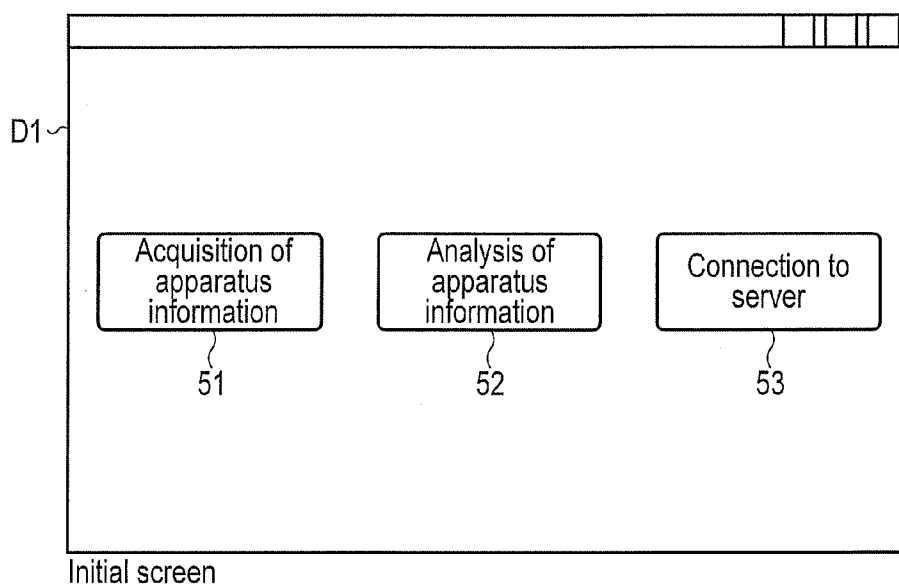 D1
Acquisition of
apparatus
information
Analysis of
apparatus
information
Connection to
server
51
52
53
Initial screen